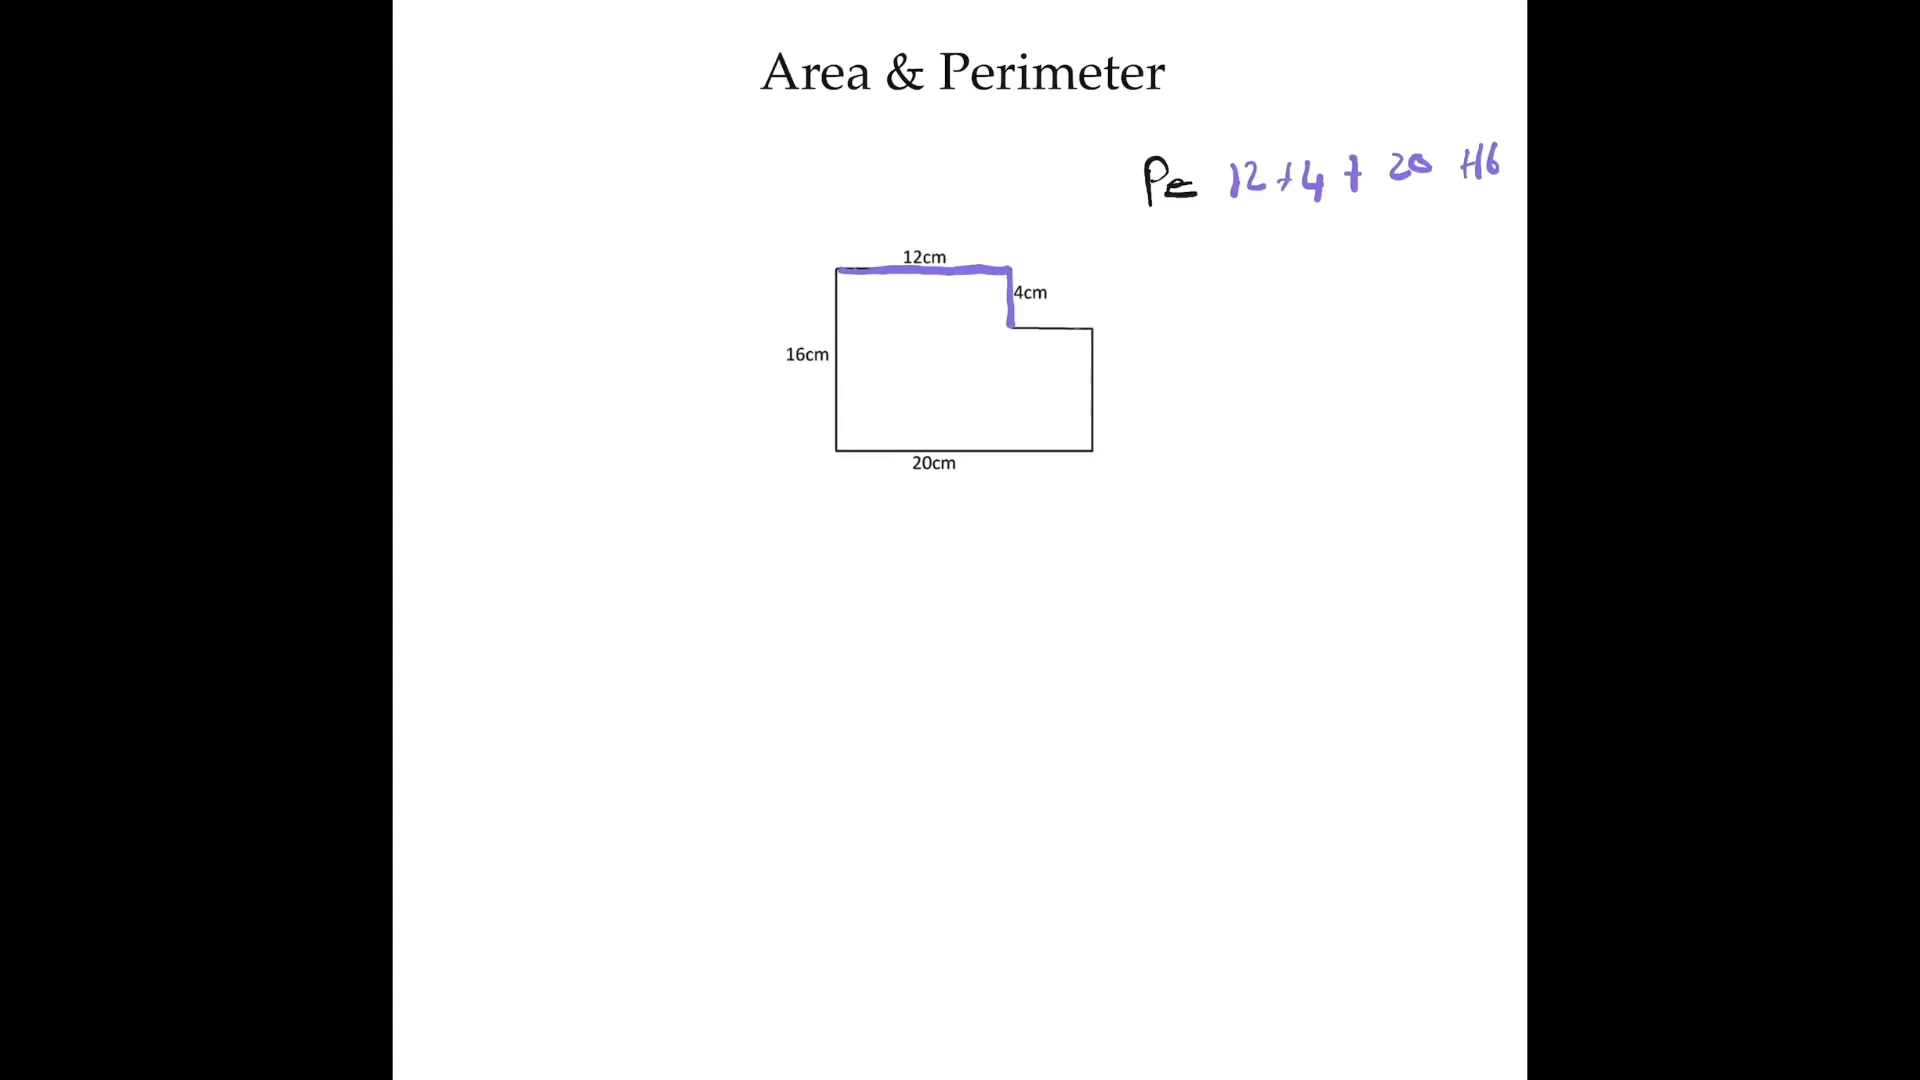 Area & Perimeter
P= 12+4+20+16
12cm
4cm
16cm
20cm